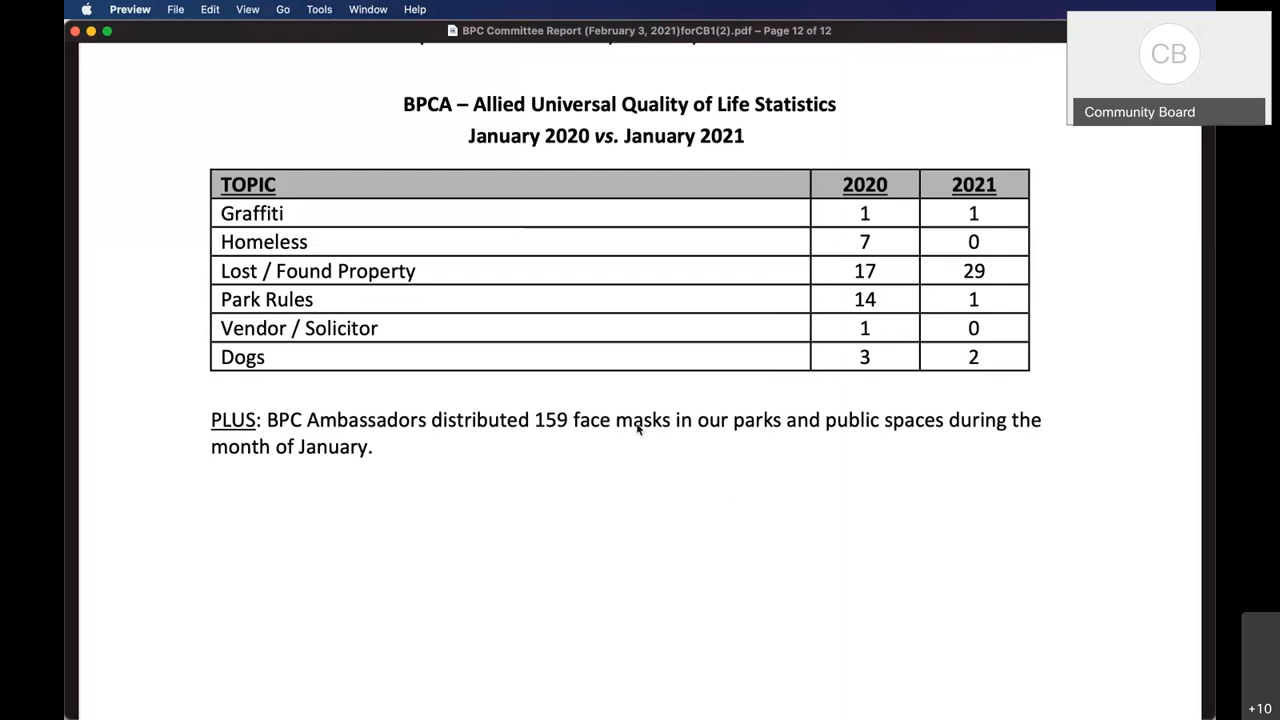 Preview File Edit View Go Tools Window Help
BPC Committee Report (February 3, 2021)forCB1(2).pdf – Page 12 of 12
CB
Community Board
BPCA – Allied Universal Quality of Life Statistics
January 2020 vs. January 2021
TOPIC 2020 2021
Graffiti 1 1
Homeless 7 0
Lost / Found Property 17 29
Park Rules 14 1
Vendor / Solicitor 1 0
Dogs 3 2
PLUS: BPC Ambassadors distributed 159 face masks in our parks and public spaces during the
month of January.
+10